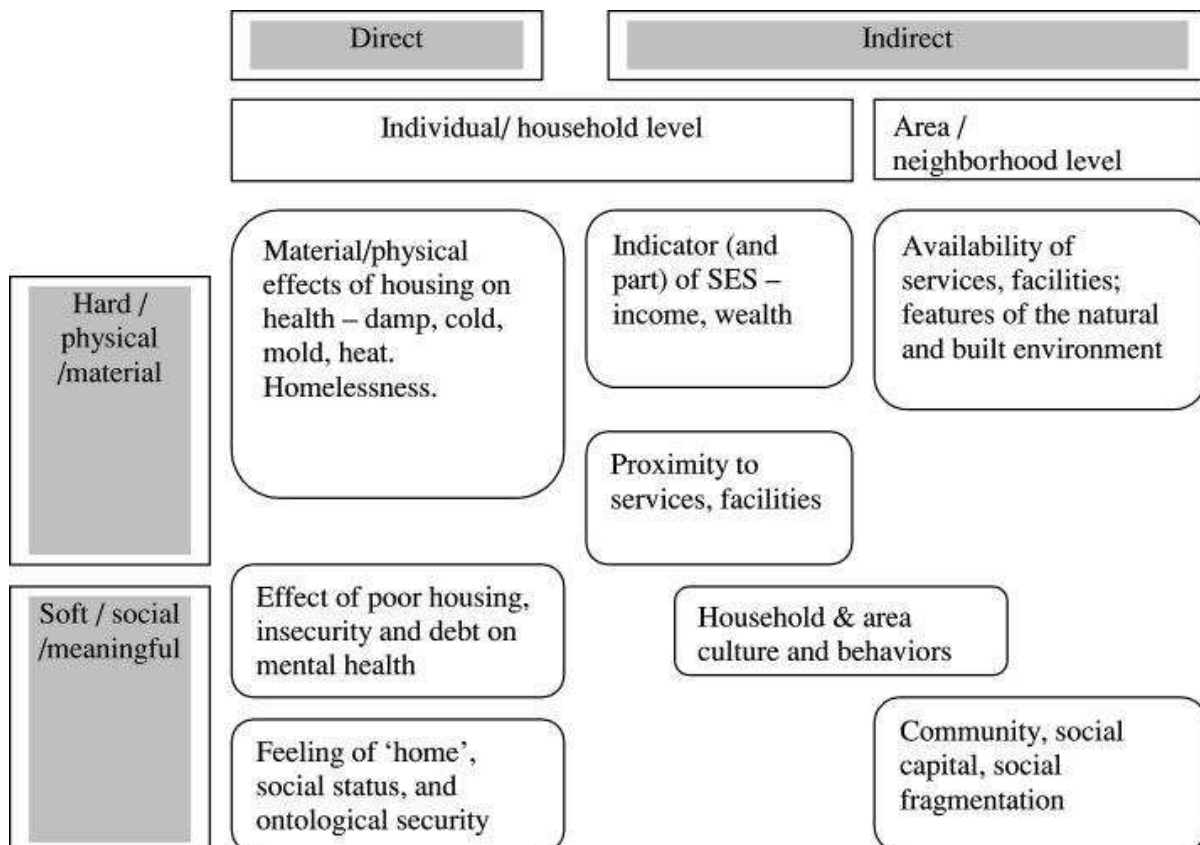 Direct
Indirect
Individual/ household level
Area /
neighborhood level
Hard /
physical
/material
Material/physical
effects of housing on
health – damp, cold,
mold, heat.
Homelessness.
Indicator (and
part) of SES –
income, wealth
Availability of
services, facilities;
features of the natural
and built environment
Proximity to
services, facilities
Soft / social
/meaningful
Effect of poor housing,
insecurity and debt on
mental health
Household & area
culture and behaviors
Feeling of ‘home’,
social status, and
ontological security
Community, social
capital, social
fragmentation